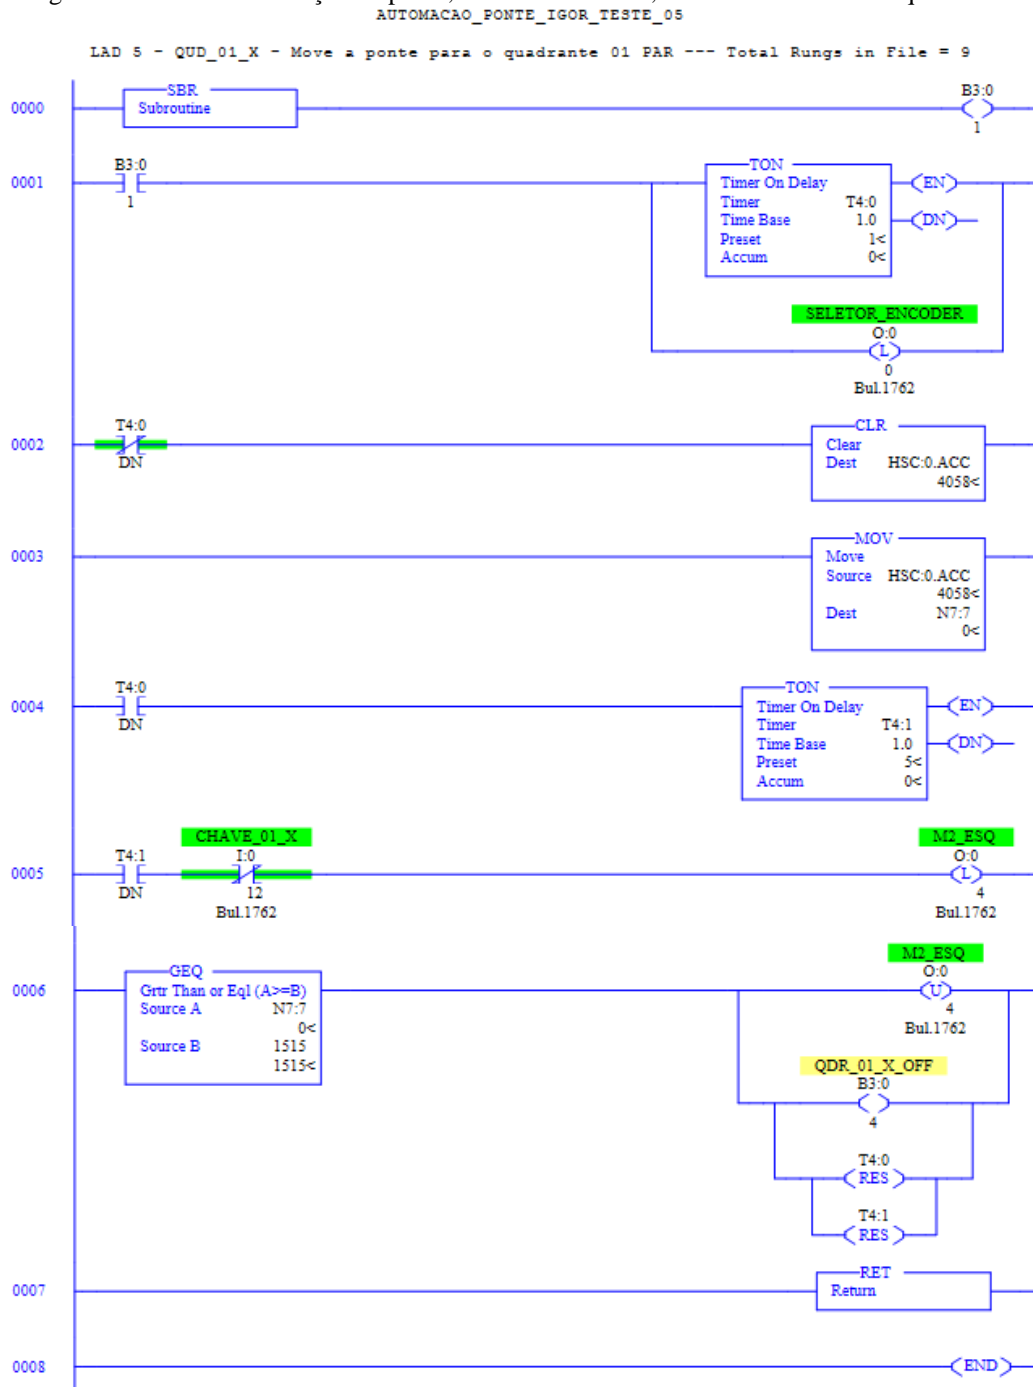 AUTOMACAO_PONTE_IGOR_TESTE_05
LAD 5 - QUD_01_X - Move a ponte para o quadrante 01 PAR --- Total Rungs in File = 9
0000
SBR
Subroutine
B3:0
1
0001
B3:0
1
TON
Timer On Delay
Timer T4:0
Time Base 1.0
Preset 1<
Accum 0<
EN
DN
SELETOR_ENCODER
O:0
L
0
Bul.1762
0002
T4:0
DN
CLR
Clear
Dest HSC:0.ACC
4058<
0003
MOV
Move
Source HSC:0.ACC
4058<
Dest N7:7
0<
0004
T4:0
DN
TON
Timer On Delay
Timer T4:1
Time Base 1.0
Preset 5<
Accum 0<
EN
DN
0005
T4:1
DN
CHAVE_01_X
I:0
12
Bul.1762
M2_ESQ
O:0
L
4
Bul.1762
0006
GEQ
Grtr Than or Eql (A>=B)
Source A N7:7
0<
Source B 1515
1515<
M2_ESQ
O:0
U
4
Bul.1762
QDR_01_X_OFF
B3:0
4
T4:0
RES
T4:1
RES
0007
RET
Return
0008
END